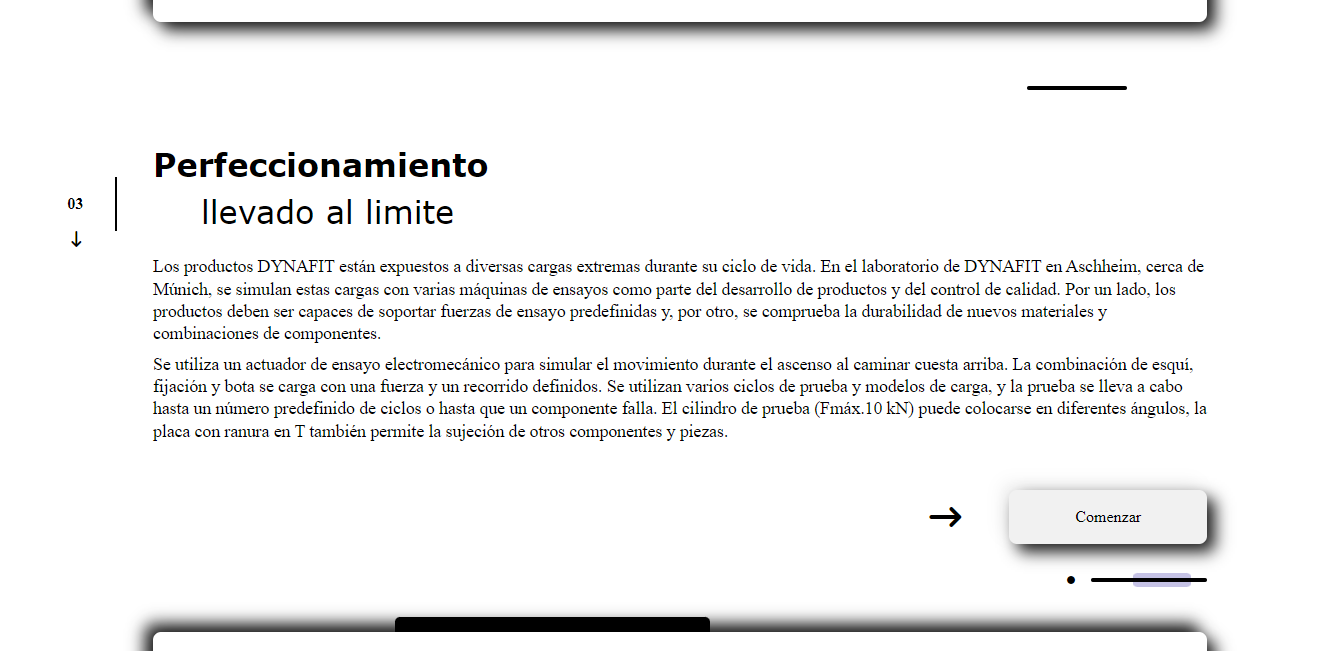 Perfeccionamiento
03
llevado al limite
Los productos DYNAFIT están expuestos a diversas cargas extremas durante su ciclo de vida. En el laboratorio de DYNAFIT en Aschheim, cerca de
Múnich, se simulan estas cargas con varias máquinas de ensayos como parte del desarrollo de productos y del control de calidad. Por un lado, los
productos deben ser capaces de soportar fuerzas de ensayo predefinidas y, por otro, se comprueba la durabilidad de nuevos materiales y
combinaciones de componentes.
Se utiliza un actuador de ensayo electromecánico para simular el movimiento durante el ascenso al caminar cuesta arriba. La combinación de esquí,
fijación y bota se carga con una fuerza y un recorrido definidos. Se utilizan varios ciclos de prueba y modelos de carga, y la prueba se lleva a cabo
hasta un número predefinido de ciclos o hasta que un componente falla. El cilindro de prueba (Fmáx.10 kN) puede colocarse en diferentes ángulos, la
placa con ranura en T también permite la sujeción de otros componentes y piezas.
Comenzar